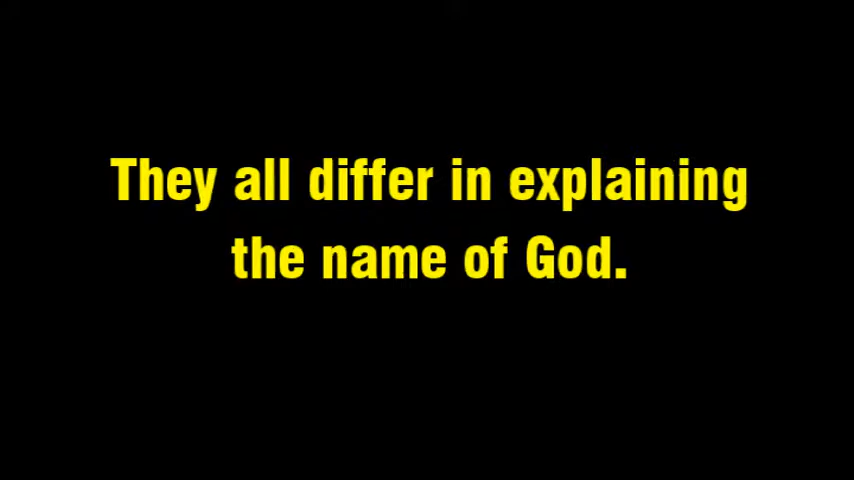 They all differ in explaining
the name of God.